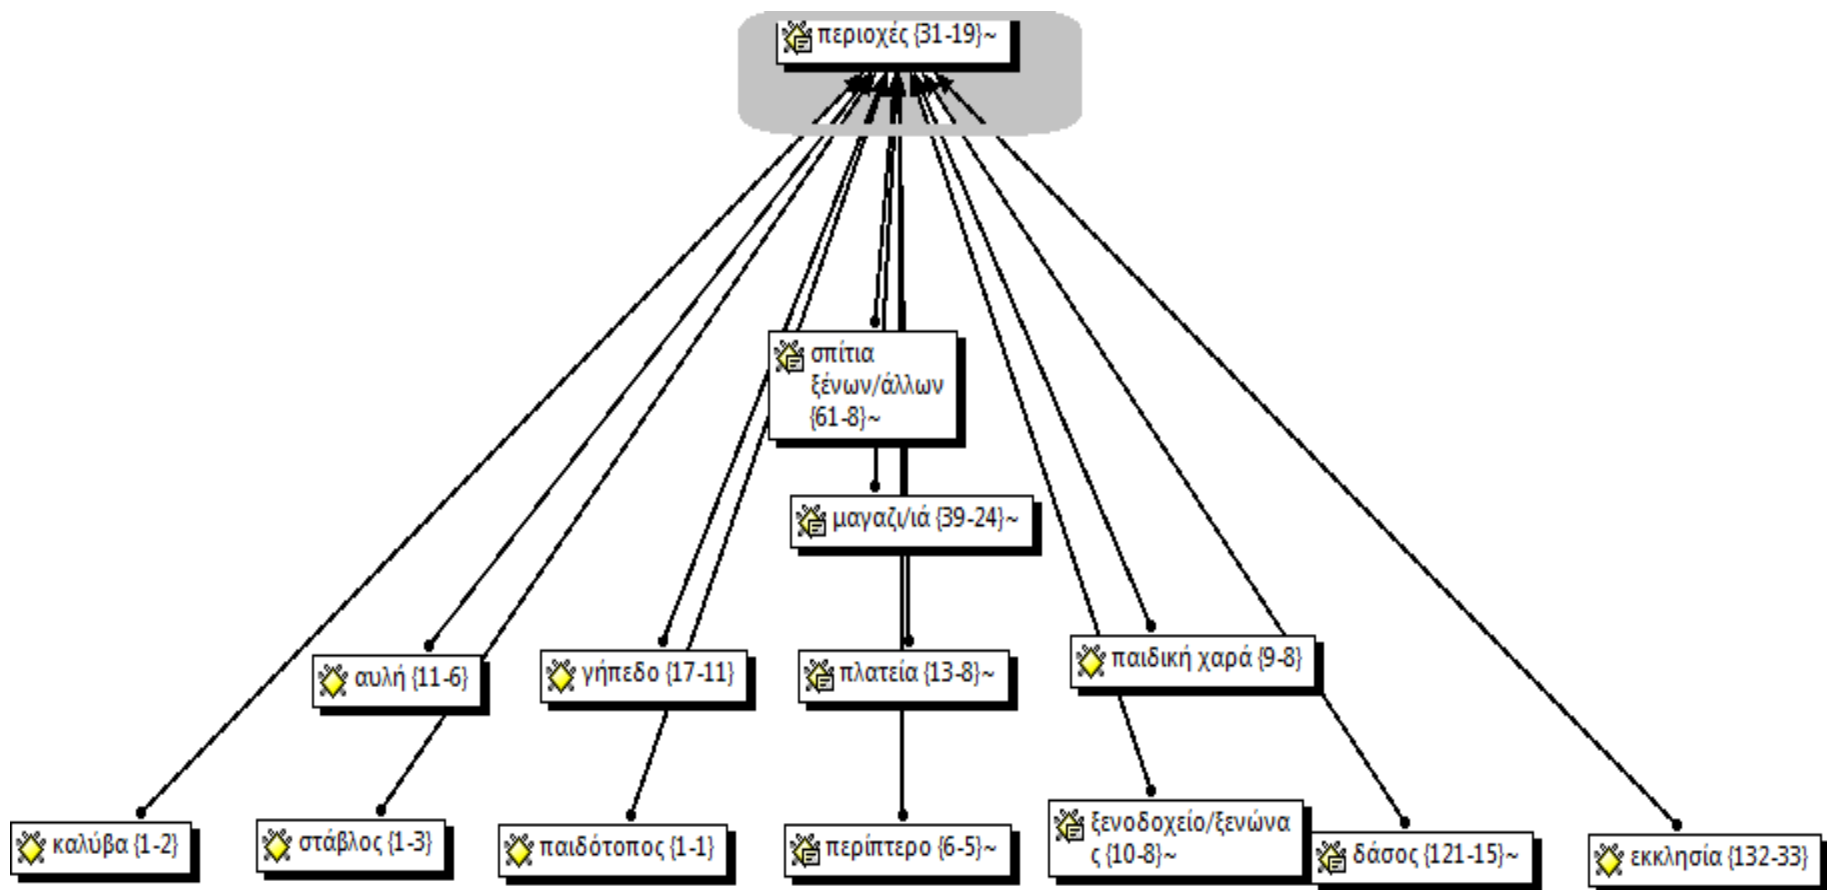 περιοχές {31-19}~
σπίτια
ξένων/άλλων
{61-8}~
μαγαζι/ιά {39-24}~
αυλή {11-6}
γήπεδο {17-11}
πλατεία {13-8}~
παιδική χαρά {9-8}
καλύβα {1-2}
στάβλος {1-3}
παιδότοπος {1-1}
περίπτερο {6-5}~
ξενοδοχείο/ξενώνα
ς {10-8}~
δάσος {121-15}~
εκκλησία {132-33}